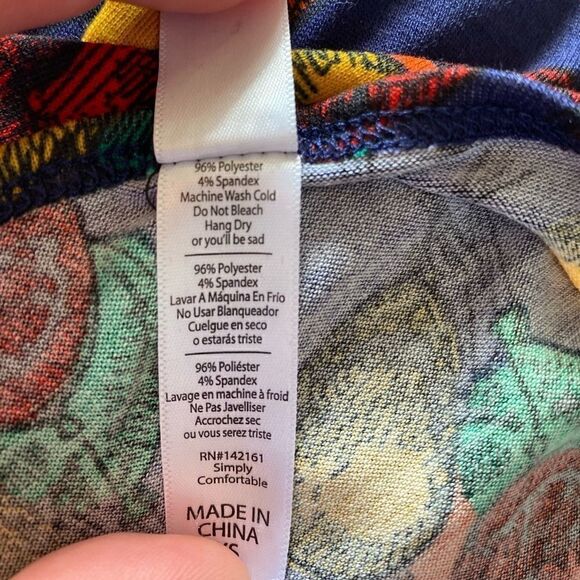 96% Polyester
4% Spandex
Machine Wash Cold
Do Not Bleach
Hang Dry
or you'll be sad
96% Polyester
4% Spandex
Lavar A Máquina En Frío
No Usar Blanqueador
Cuelgue en seco
o estarás triste
96% Poliéster
4% Spandex
Lavage en machine à froid
Ne Pas Javelliser
Accrochez sec
ou vous serez triste
RN#142161
Simply
Comfortable
MADE IN
CHINA